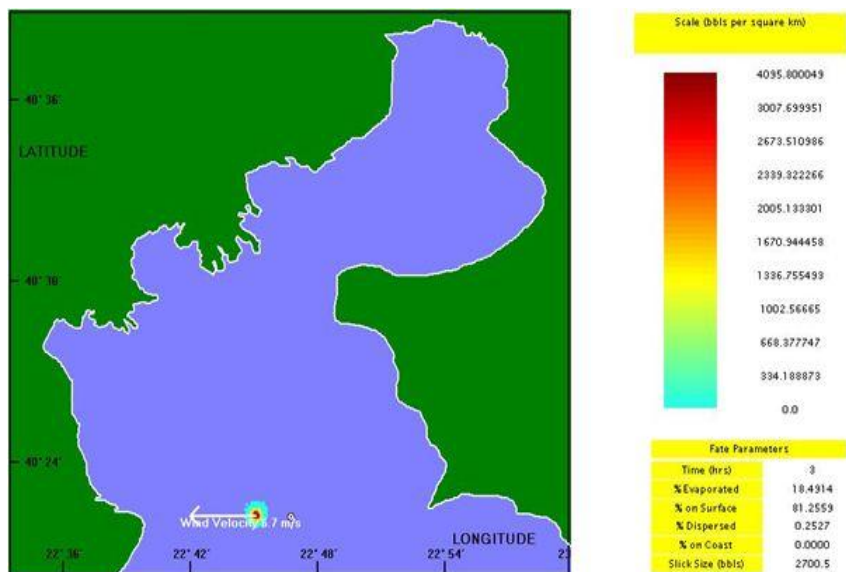 Scale (bbls per square km)
4095.800049
3007.699951
2673.510986
2339.322266
2005.133301
1670.944458
1336.755493
1002.56665
668.377747
334.188873
0.0
40° 36'
LATITUDE
40° 30'
40° 24'
Wind Velocity 8.7 m/s
LONGITUDE
22° 36' 22° 42' 22° 48' 22° 54' 23
Fate Parameters
Time (hrs) 3
% Evaporated 18.4914
% on Surface 81.2559
% Dispersed 0.2527
% on Coast 0.0000
Slick Size (bbls) 2700.5